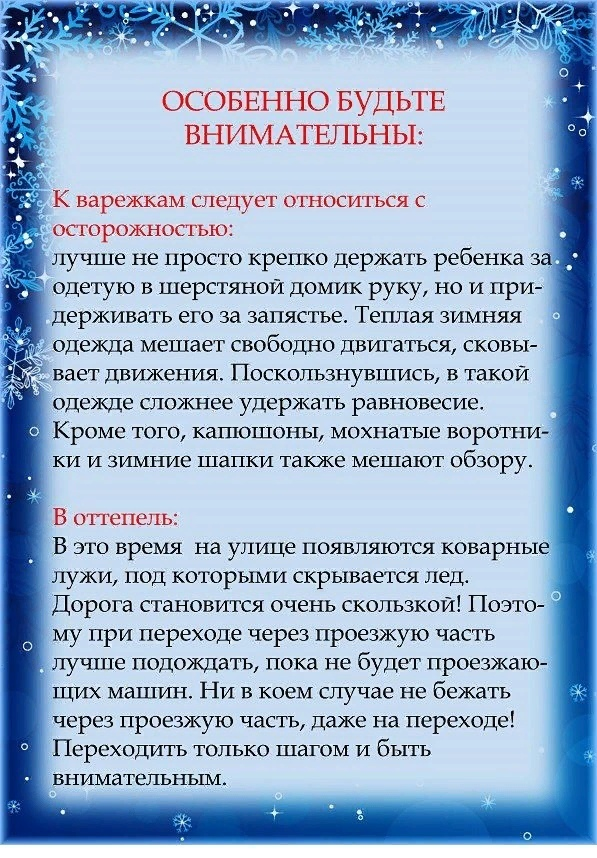 ОСОБЕННО БУДЬТЕ
ВНИМАТЕЛЬНЫ:
К варежкам следует относиться с
осторожностью:
лучше не просто крепко держать ребенка за
одетую в шерстяной домик руку, но и при-
держивать его за запястье. Теплая зимняя
одежда мешает свободно двигаться, сковы-
вает движения. Поскользнувшись, в такой
одежде сложнее удержать равновесие.
Кроме того, капюшоны, мохнатые воротни-
ки и зимние шапки также мешают обзору.
В оттепель:
В это время на улице появляются коварные
лужи, под которыми скрывается лед.
Дорога становится очень скользкой! Поэто-
му при переходе через проезжую часть
лучше подождать, пока не будет проезжаю-
щих машин. Ни в коем случае не бежать
через проезжую часть, даже на переходе!
Переходить только шагом и быть
внимательным.